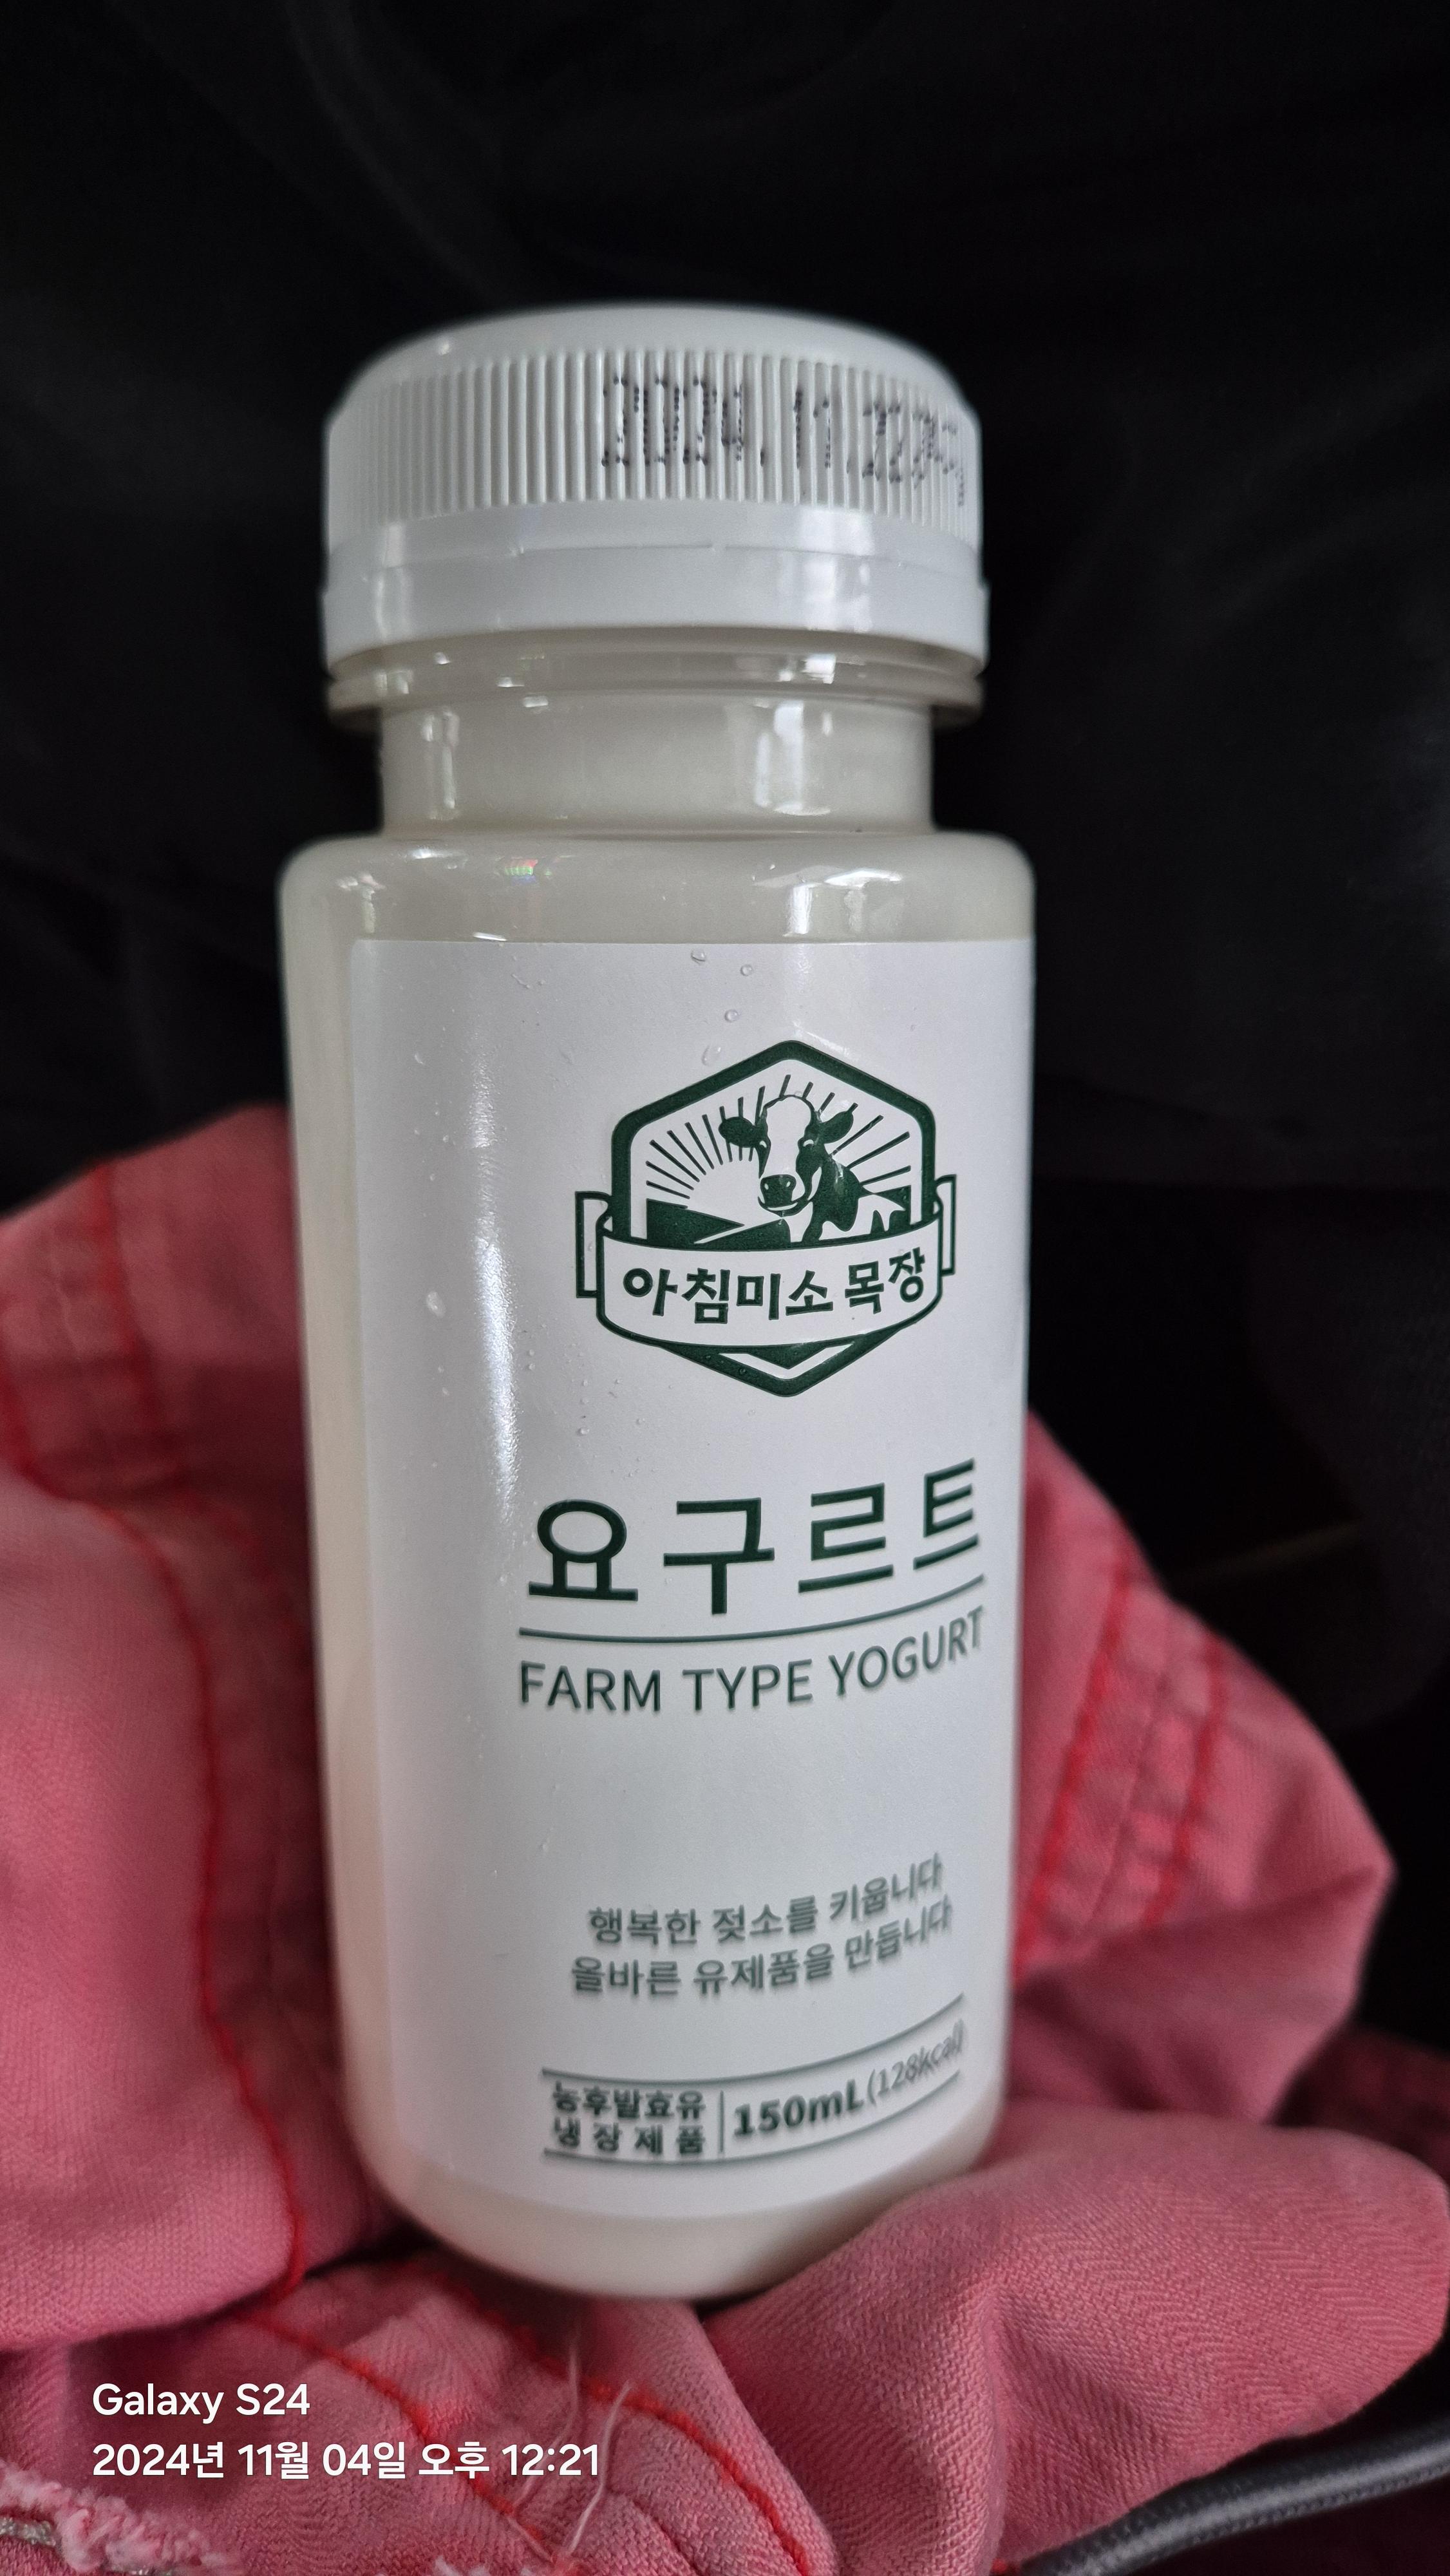 2024.11.
아침미소 목장
요구르트
FARM TYPE YOGURT
행복한 젖소를 키웁니다
올바른 유제품을 만듭니다
농후발효유
냉장제품
150mL(128kcal)
Galaxy S24
2024년 11월 04일 오후 12:21